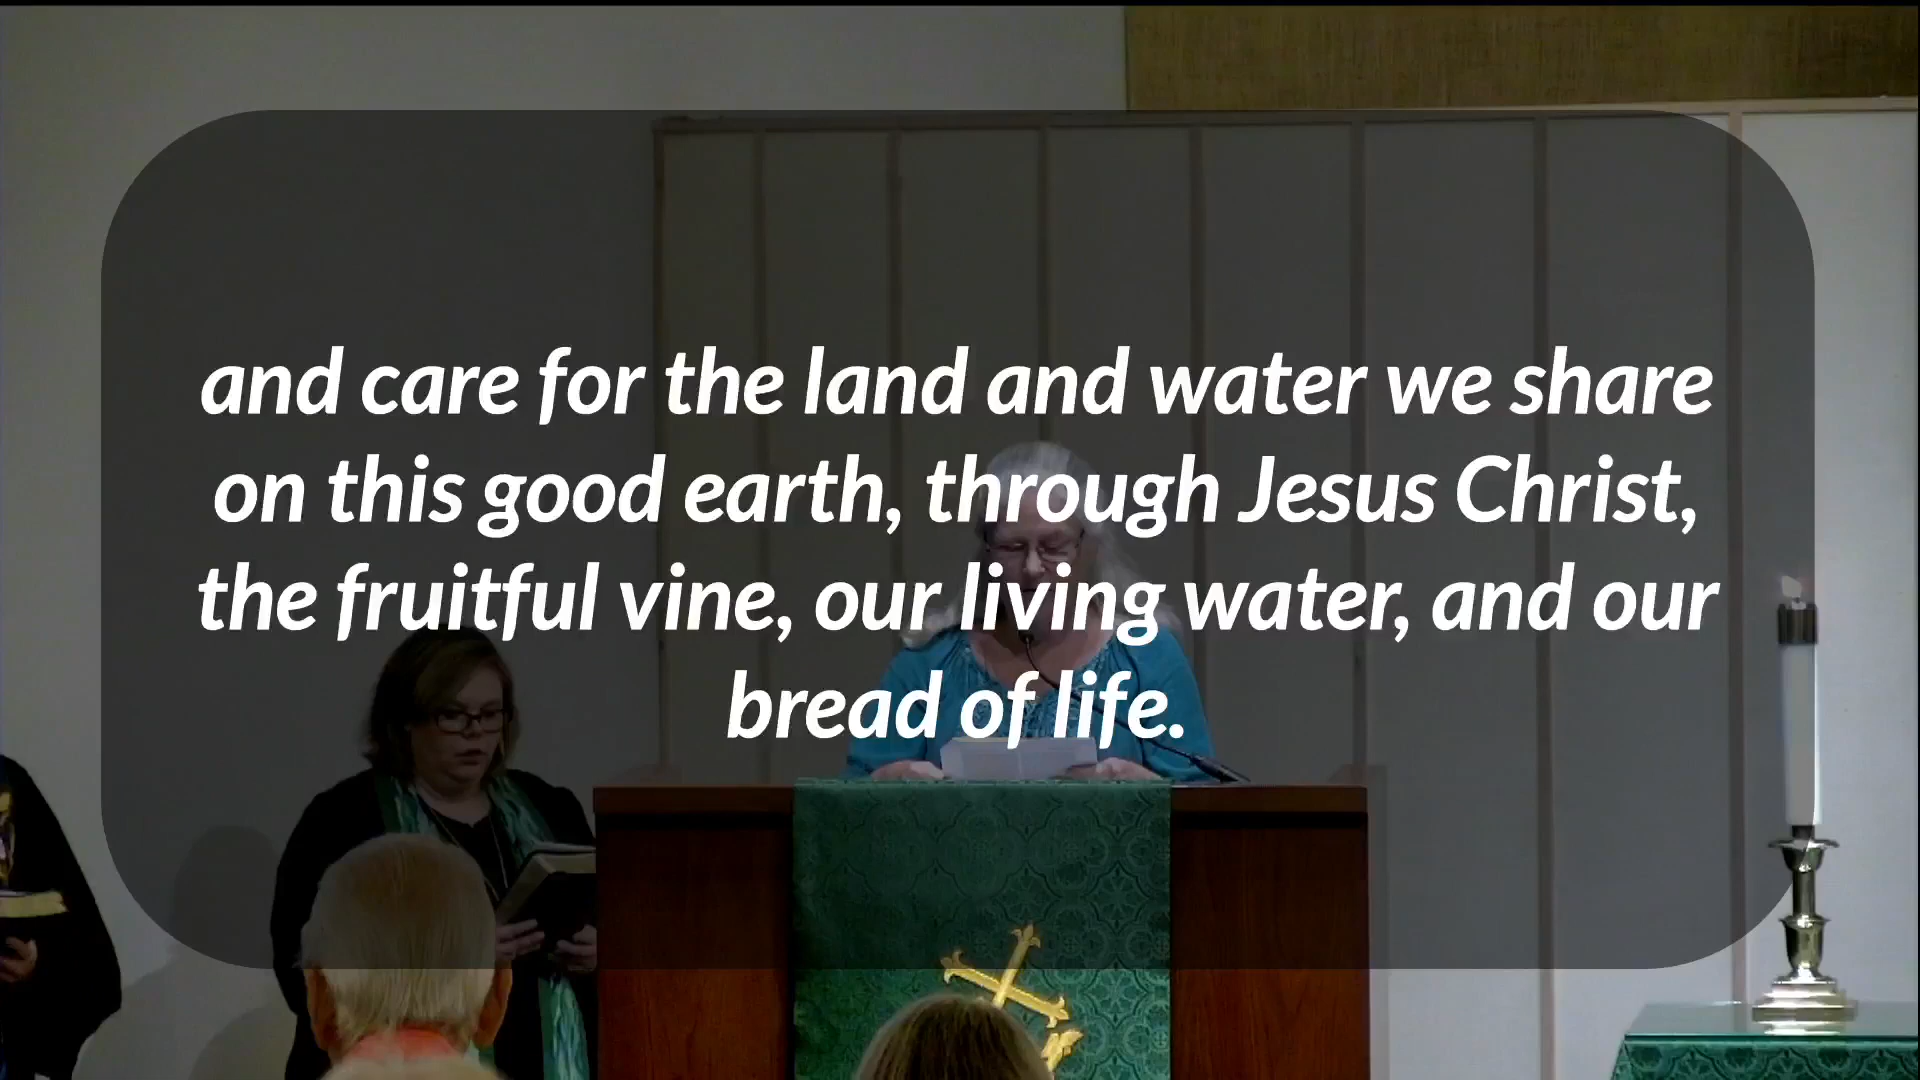 and care for the land and water we share
on this good earth, through Jesus Christ,
the fruitful vine, our living water, and our
bread of life.